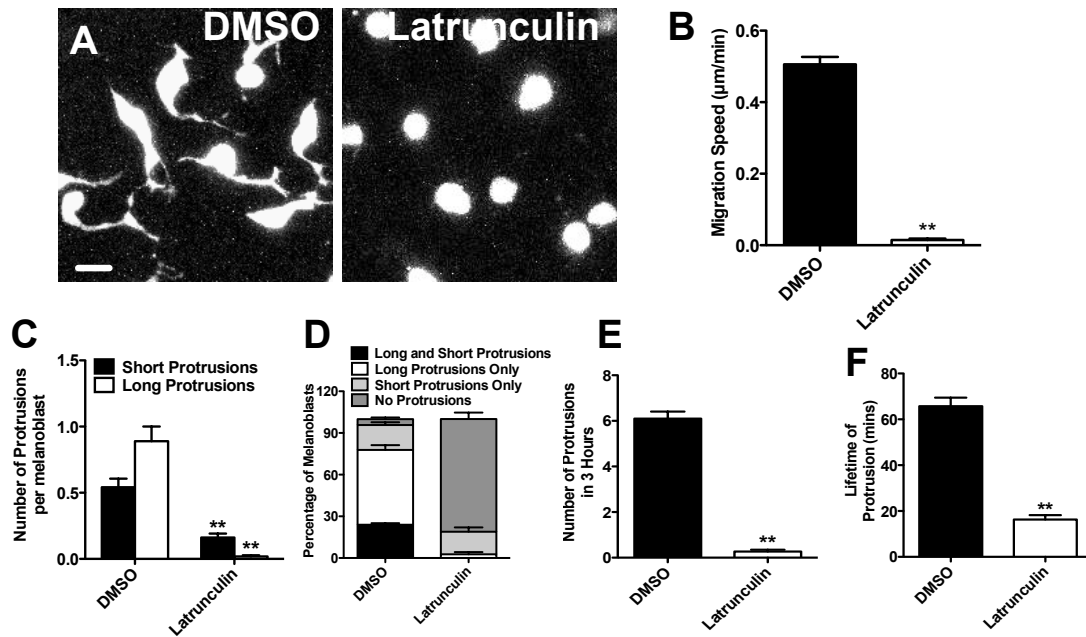 A
DMSO
Latrunculin
B
Migration Speed (µm/min)
0.6
0.4
0.2
0.0
**
DMSO
Latrunculin
C
Number of Protrusions
per melanoblast
1.5
1.0
0.5
0.0
Short Protrusions
Long Protrusions
**
**
DMSO
Latrunculin
D
Long and Short Protrusions
Long Protrusions Only
Short Protrusions Only
No Protrusions
Percentage of Melanoblasts
120
90
60
30
0
DMSO
Latrunculin
E
Number of Protrusions
in 3 Hours
8
6
4
2
0
**
DMSO
Latrunculin
F
Lifetime of
Protrusion (mins)
80
60
40
20
0
**
DMSO
Latrunculin